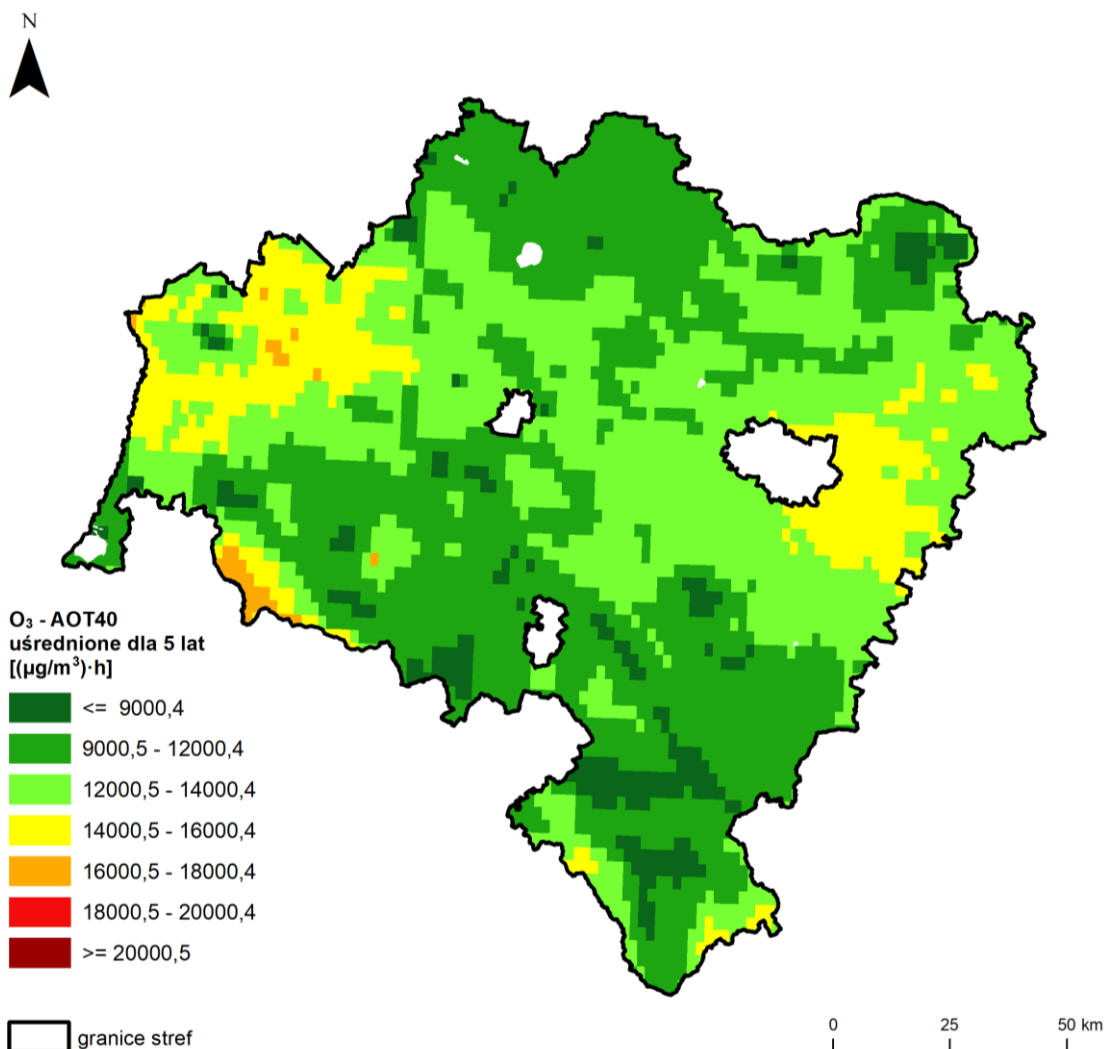 N
O₃ - AOT40
uśrednione dla 5 lat
[(µg/m³)·h]
<= 9000,4
9000,5 - 12000,4
12000,5 - 14000,4
14000,5 - 16000,4
16000,5 - 18000,4
18000,5 - 20000,4
>= 20000,5
granice stref
0 25 50 km